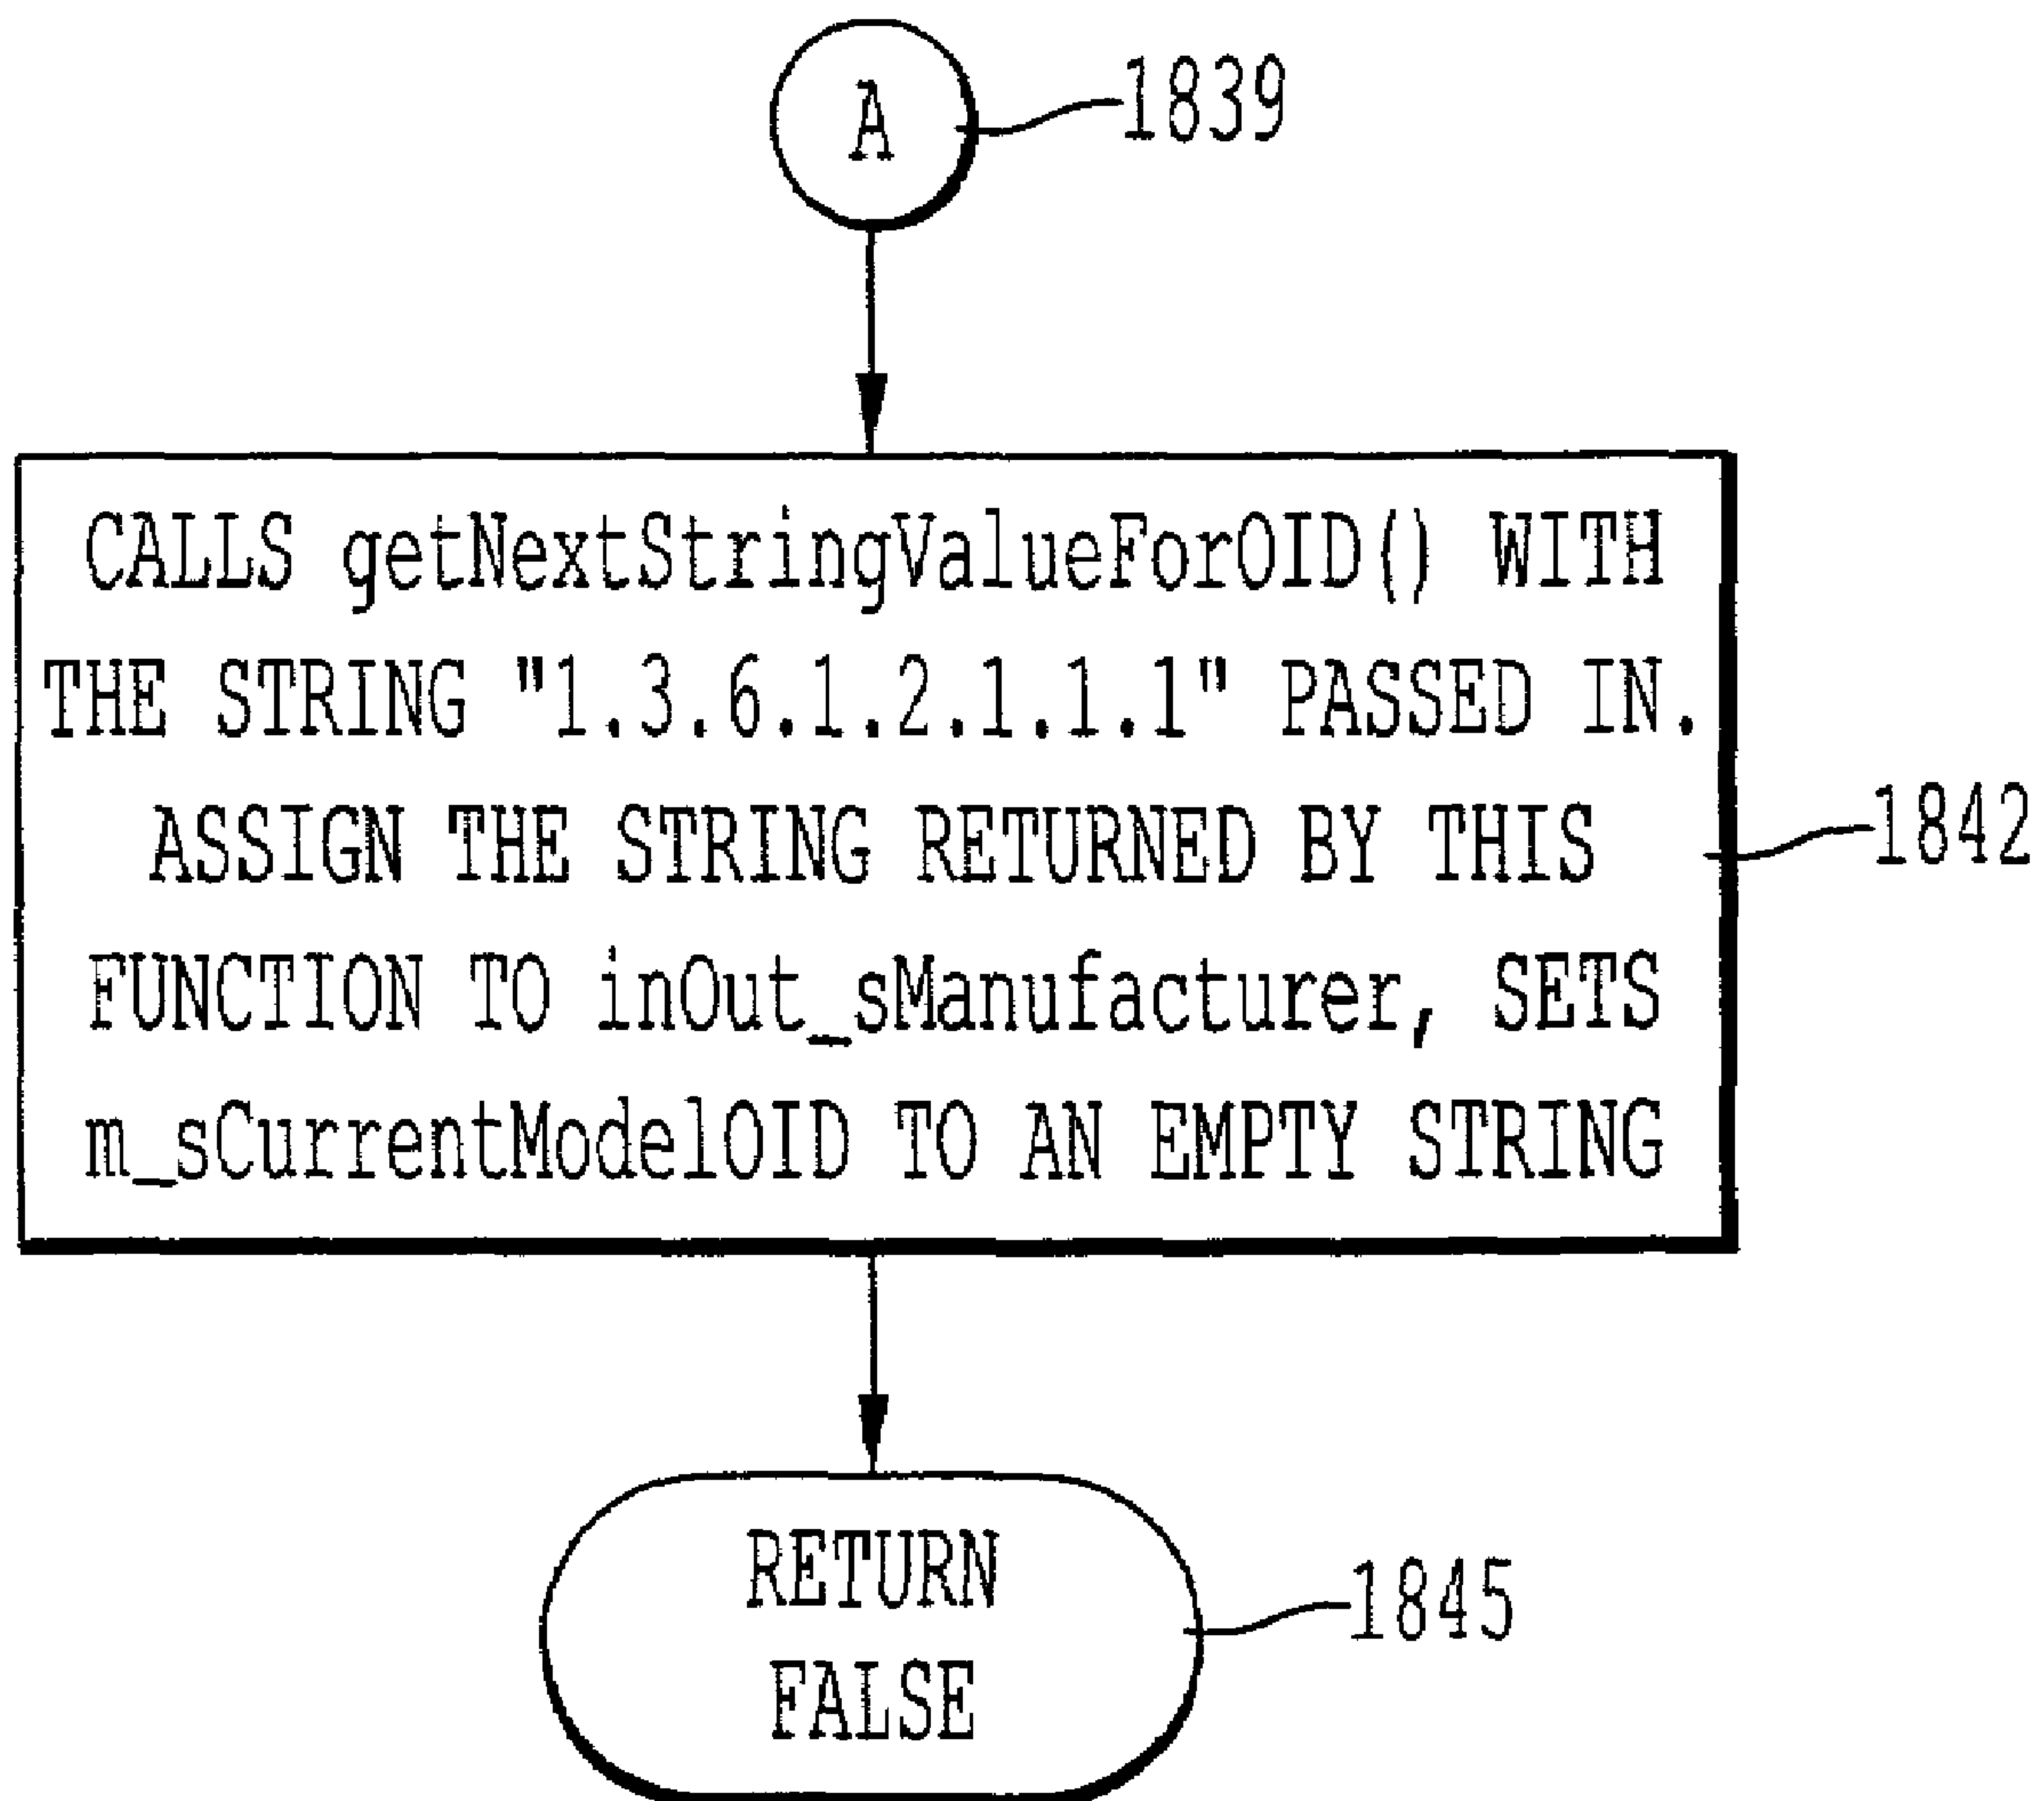 A
1839
CALLS getNextStringValueForOID() WITH
THE STRING "1.3.6.1.2.1.1.1" PASSED IN.
ASSIGN THE STRING RETURNED BY THIS
FUNCTION TO inOut_sManufacturer, SETS
m_sCurrentModelOID TO AN EMPTY STRING
1842
RETURN
FALSE
1845